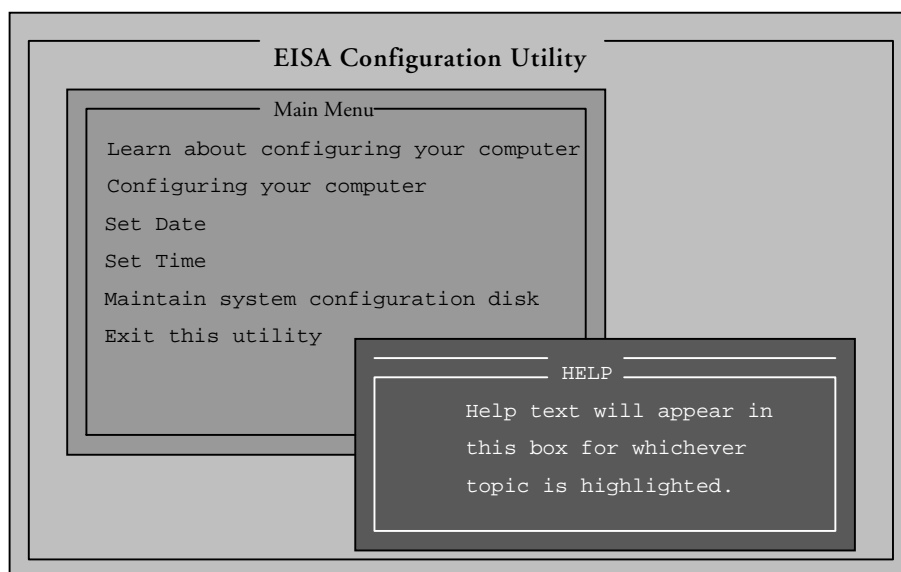 EISA Configuration Utility
Main Menu
Learn about configuring your computer
Configuring your computer
Set Date
Set Time
Maintain system configuration disk
Exit this utility
HELP
Help text will appear in
this box for whichever
topic is highlighted.